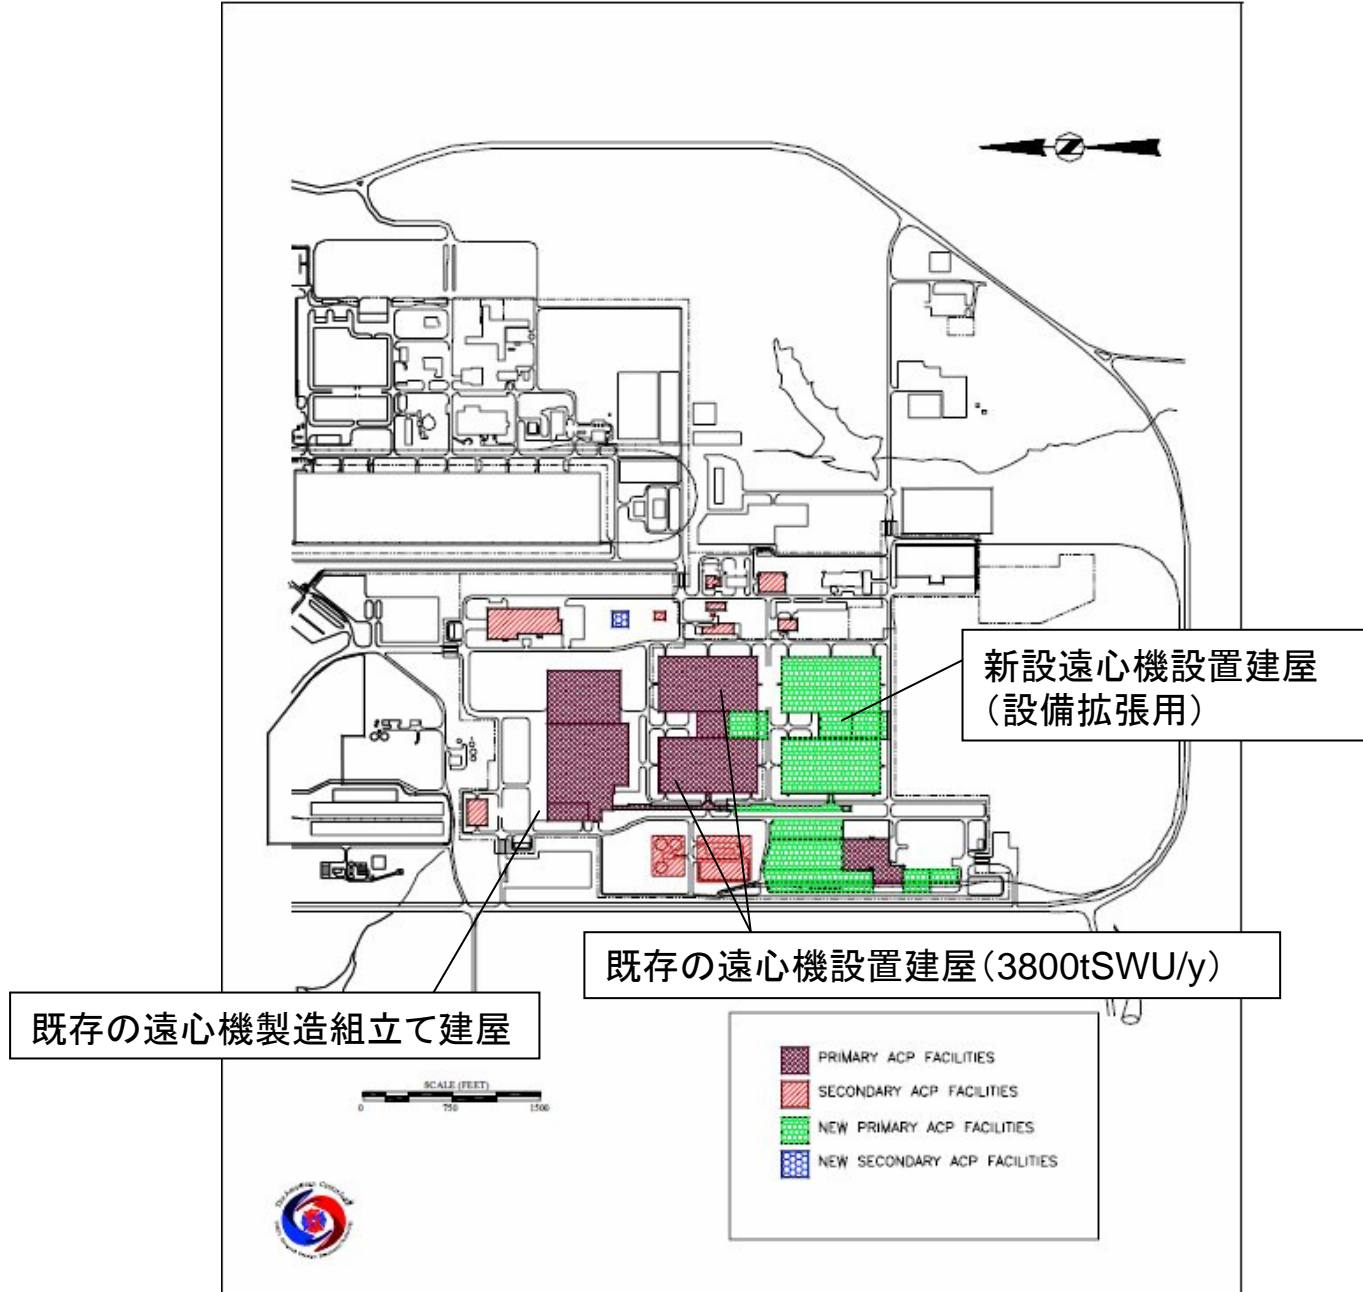 新設遠心機設置建屋
（設備拡張用）
既存の遠心機設置建屋（3800tSWU/y）
既存の遠心機製造組立て建屋
PRIMARY ACP FACILITIES
SECONDARY ACP FACILITIES
NEW PRIMARY ACP FACILITIES
NEW SECONDARY ACP FACILITIES
SCALE (FEET)
0 750 1500